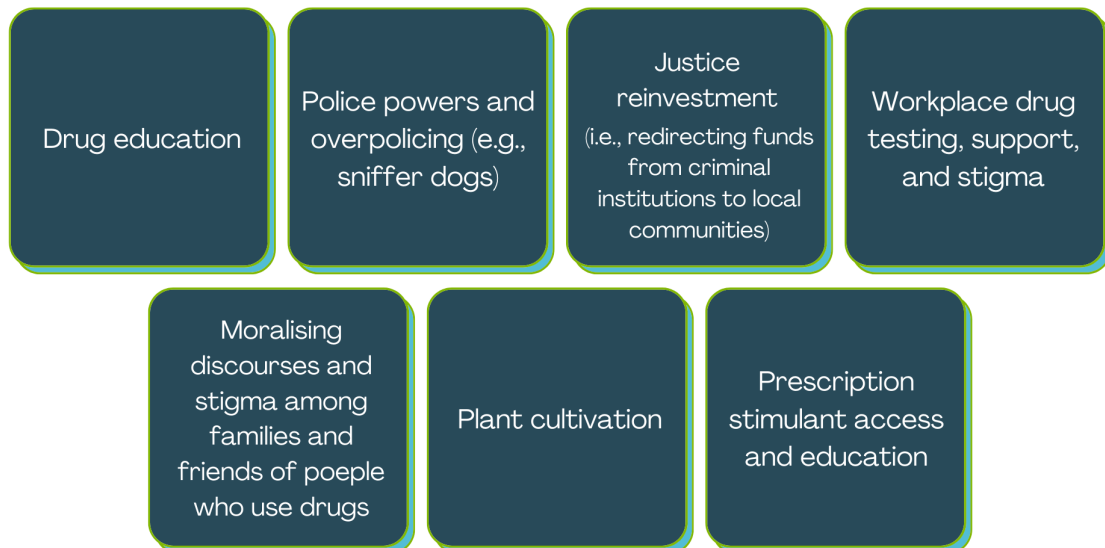 Drug education
Police powers and
overpolicing (e.g.,
sniffer dogs)
Justice
reinvestment
(i.e., redirecting funds
from criminal
institutions to local
communities)
Workplace drug
testing, support,
and stigma
Moralising
discourses and
stigma among
families and
friends of poeple
who use drugs
Plant cultivation
Prescription
stimulant access
and education